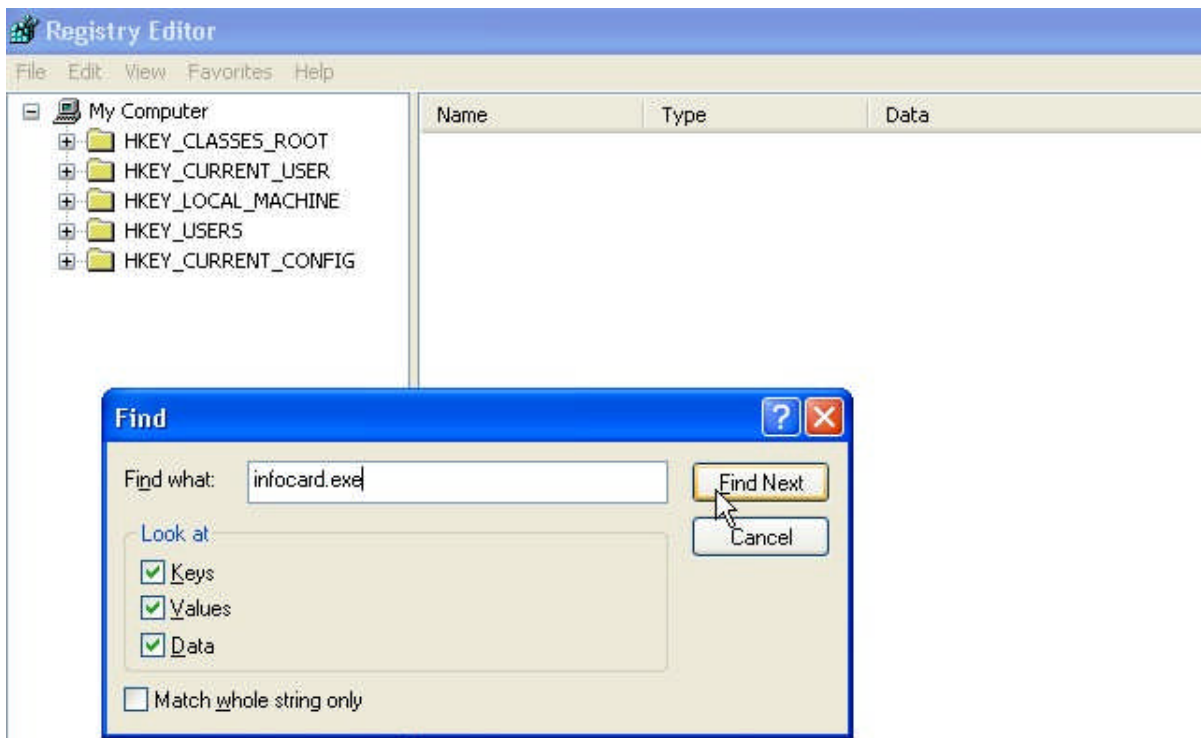 Registry Editor
File Edit View Favorites Help
My Computer
HKEY_CLASSES_ROOT
HKEY_CURRENT_USER
HKEY_LOCAL_MACHINE
HKEY_USERS
HKEY_CURRENT_CONFIG
Name Type Data
Find
Find what: infocard.exe Find Next
Look at Cancel
Keys
Values
Data
Match whole string only